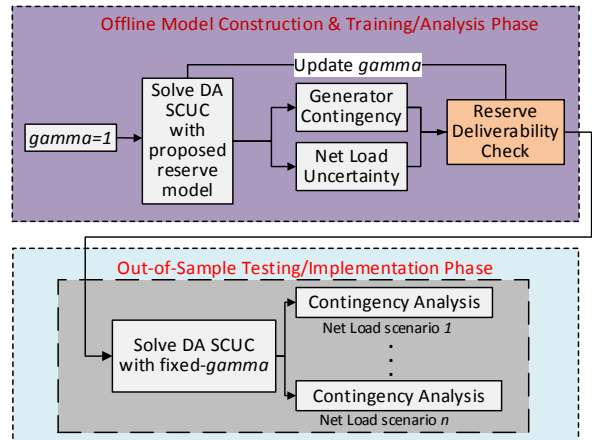 Offline Model Construction & Training/Analysis Phase
Update gamma
gamma=1
Solve DA
SCUC
with
proposed
reserve
model
Generator
Contingency
Net Load
Uncertainty
Reserve
Deliverability
Check
Out-of-Sample Testing/Implementation Phase
Solve DA SCUC
with fixed-gamma
Contingency Analysis
Net Load scenario 1
Contingency Analysis
Net Load scenario n